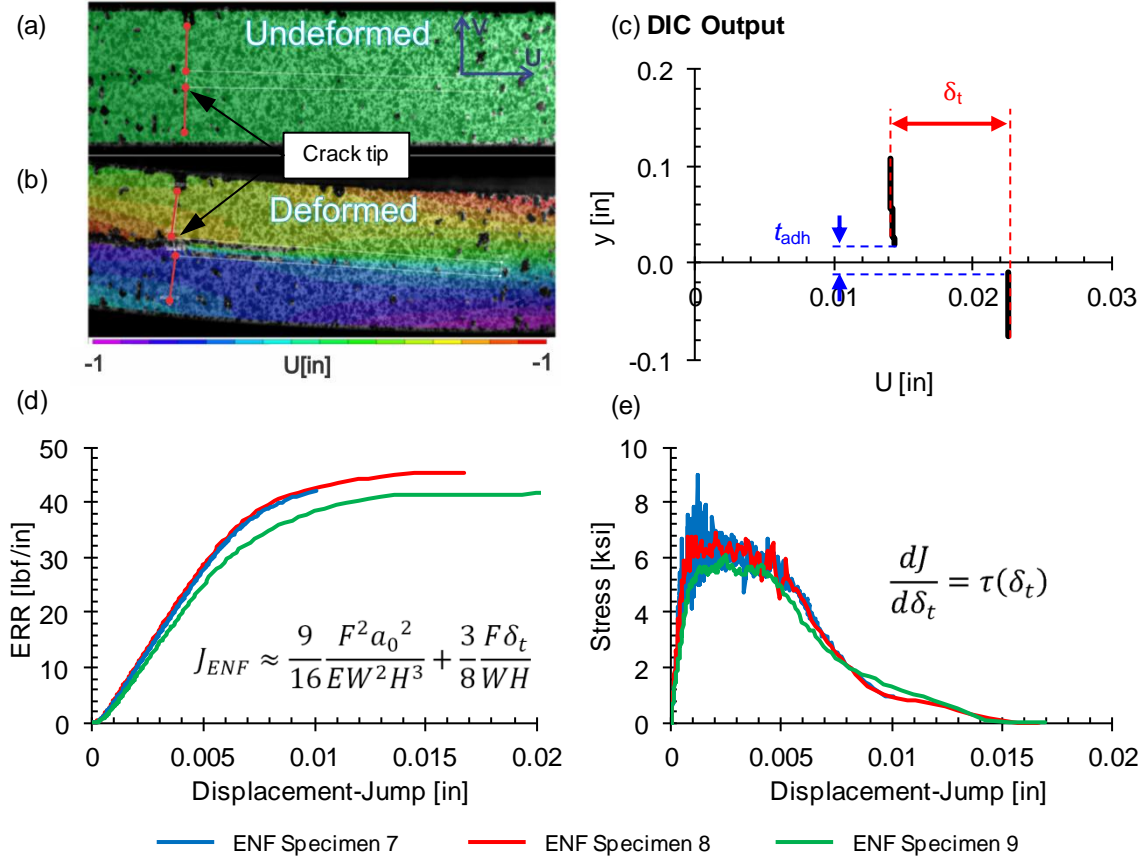 (a)
Undeformed
V
U
Crack tip
(b)
Deformed
-1
U[in]
-1
(c) DIC Output
y [in]
0.2
0.1
0.0
-0.1
δt
tadh
0
0.01
0.02
0.03
U [in]
(d)
ERR [lbf/in]
50
40
30
20
10
0
J_ENF ≈ 9/16 F²a₀²/EW²H³ + 3/8 Fδt/WH
0
0.005
0.01
0.015
0.02
Displacement-Jump [in]
(e)
Stress [ksi]
10
8
6
4
2
0
dJ/dδt = τ(δt)
0
0.005
0.01
0.015
0.02
Displacement-Jump [in]
ENF Specimen 7
ENF Specimen 8
ENF Specimen 9